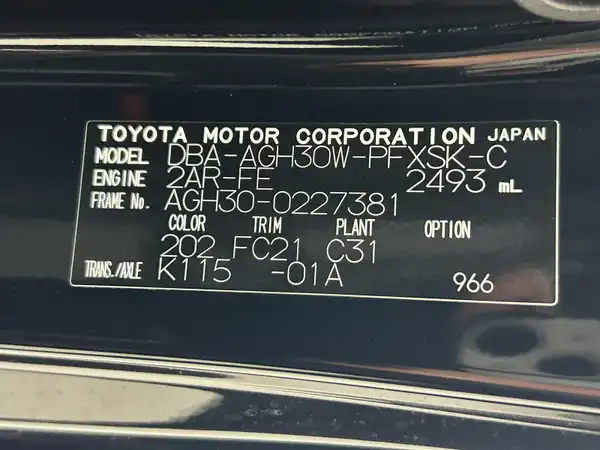 TOYOTA MOTOR CORPORATION JAPAN
MODEL DBA-AGH30W-PFXSK-C
ENGINE 2AR-FE 2493 mL
FRAME No. AGH30-0227381
COLOR TRIM PLANT OPTION
202 FC21 C31
TRANS./AXLE K115 -01A 966